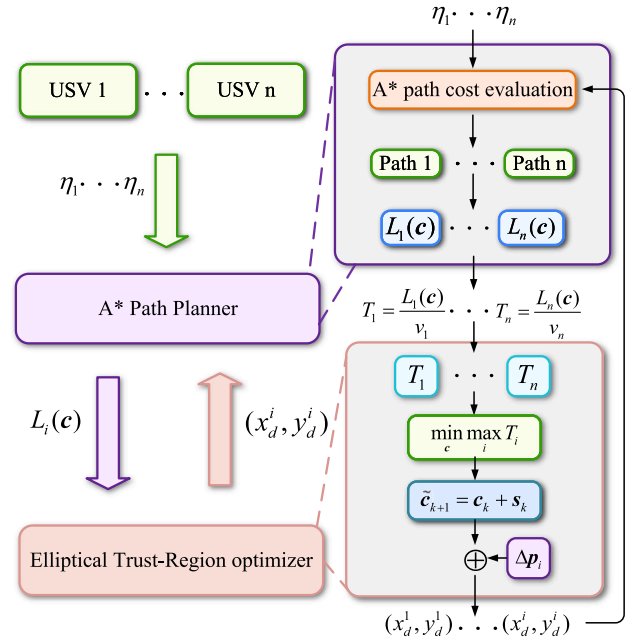 USV 1 · · · USV n
η₁ · · · ηₙ
A* Path Planner
Lᵢ(c)
(x_d^i, y_d^i)
Elliptical Trust-Region optimizer
η₁ · · · ηₙ
A* path cost evaluation
Path 1 · · · Path n
L₁(c) · · · Lₙ(c)
T₁ = L₁(c)/v₁ · · · Tₙ = Lₙ(c)/vₙ
T₁ · · · Tₙ
min_c max_i Tᵢ
c̃ₖ₊₁ = cₖ + sₖ
⊕ Δpᵢ
(x_d^1, y_d^1) · · · (x_d^i, y_d^i)